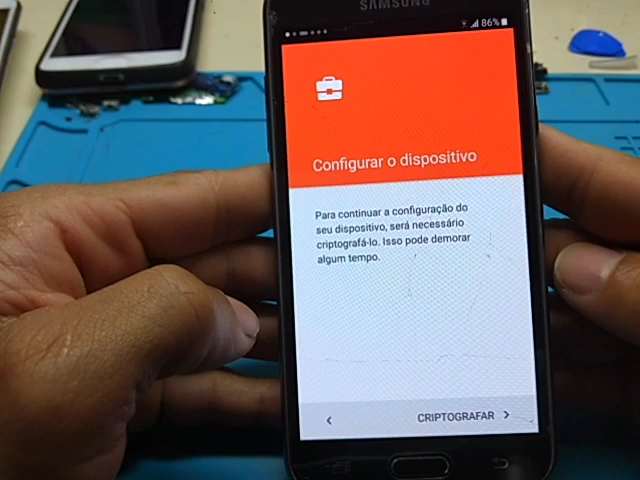 SAMSUNG
86%
Configurar o dispositivo
Para continuar a configuração do
seu dispositivo, será necessário
criptografá-lo. Isso pode demorar
algum tempo.
CRIPTOGRAFAR